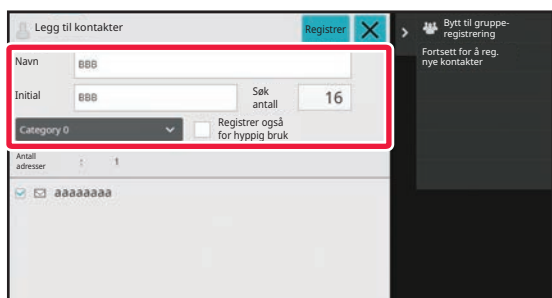 Legg til kontakter
Registrer
Navn
BBB
Initial
BBB
Søk
antall
16
Category 0
Registrer også
for hyppig bruk
Antall
adresser
:
1
aaaaaaaa
Bytt til gruppe-
registrering
Fortsett for å reg.
nye kontakter